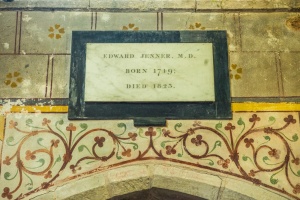 EDWARD JENNER, M.D.
BORN 1749:
DIED 1823.